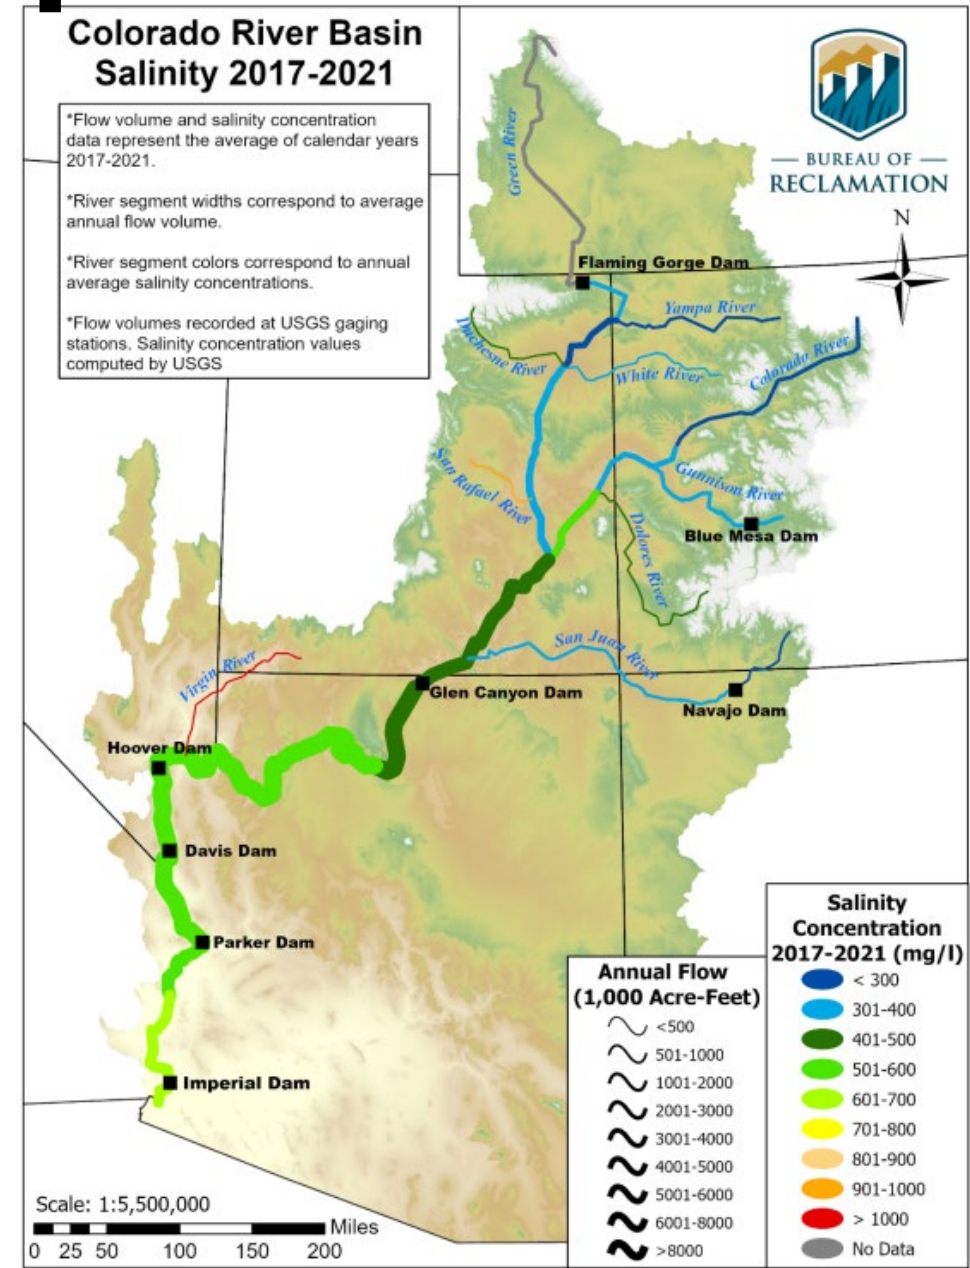 Colorado River Basin
Salinity 2017-2021
*Flow volume and salinity concentration
data represent the average of calendar years
2017-2021.
*River segment widths correspond to average
annual flow volume.
*River segment colors correspond to annual
average salinity concentrations.
*Flow volumes recorded at USGS gaging
stations. Salinity concentration values
computed by USGS
BUREAU OF
RECLAMATION
N
Green River
Flaming Gorge Dam
Yampa River
Duchesne River
White River
Colorado River
San Rafael River
Gunnison River
Blue Mesa Dam
Dolores River
San Juan River
Virgin River
Glen Canyon Dam
Navajo Dam
Hoover Dam
Davis Dam
Parker Dam
Imperial Dam
Scale: 1:5,500,000
Miles
0 25 50 100 150 200
Annual Flow
(1,000 Acre-Feet)
<500
501-1000
1001-2000
2001-3000
3001-4000
4001-5000
5001-6000
6001-8000
>8000
Salinity
Concentration
2017-2021 (mg/l)
< 300
301-400
401-500
501-600
601-700
701-800
801-900
901-1000
> 1000
No Data